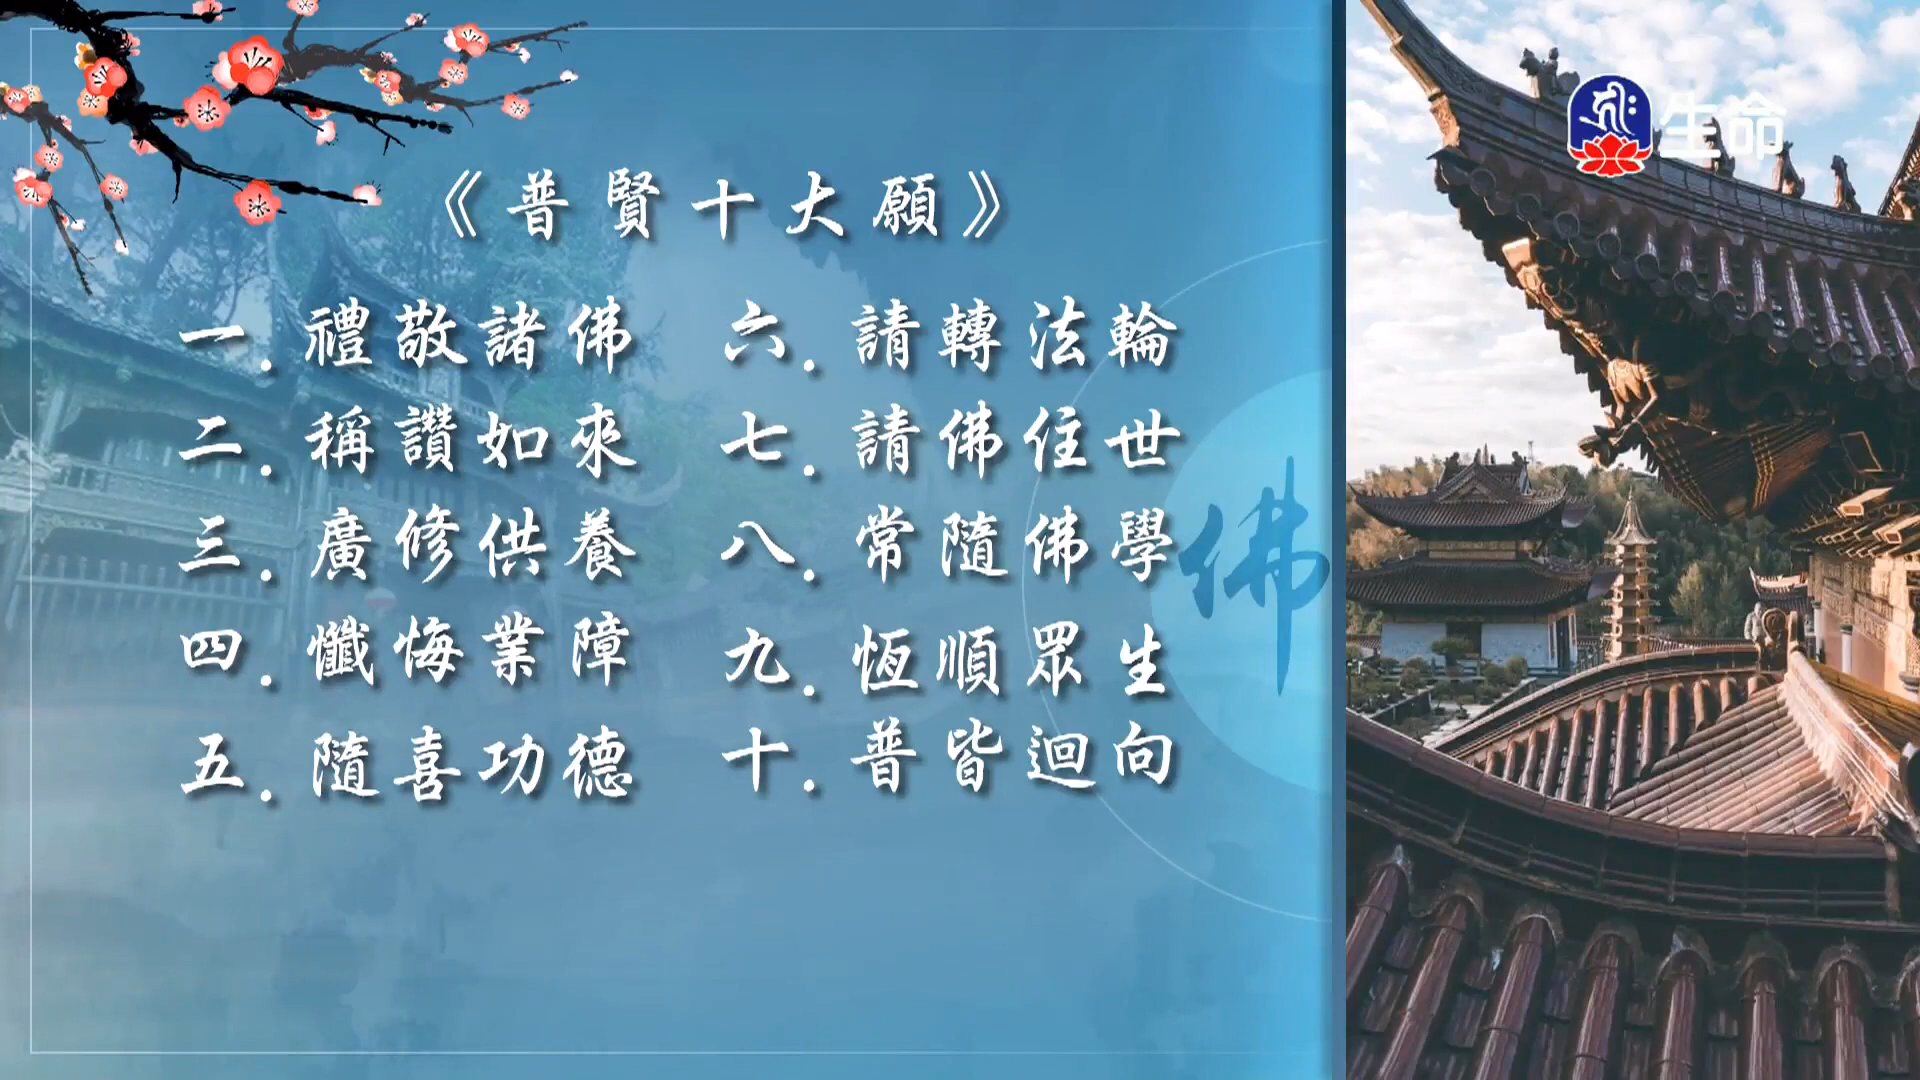 《普賢十大願》
一. 禮敬諸佛
二. 稱讚如來
三. 廣修供養
四. 懺悔業障
五. 隨喜功德
六. 請轉法輪
七. 請佛住世
八. 常隨佛學
九. 恆順眾生
十. 普皆迴向
佛
生命